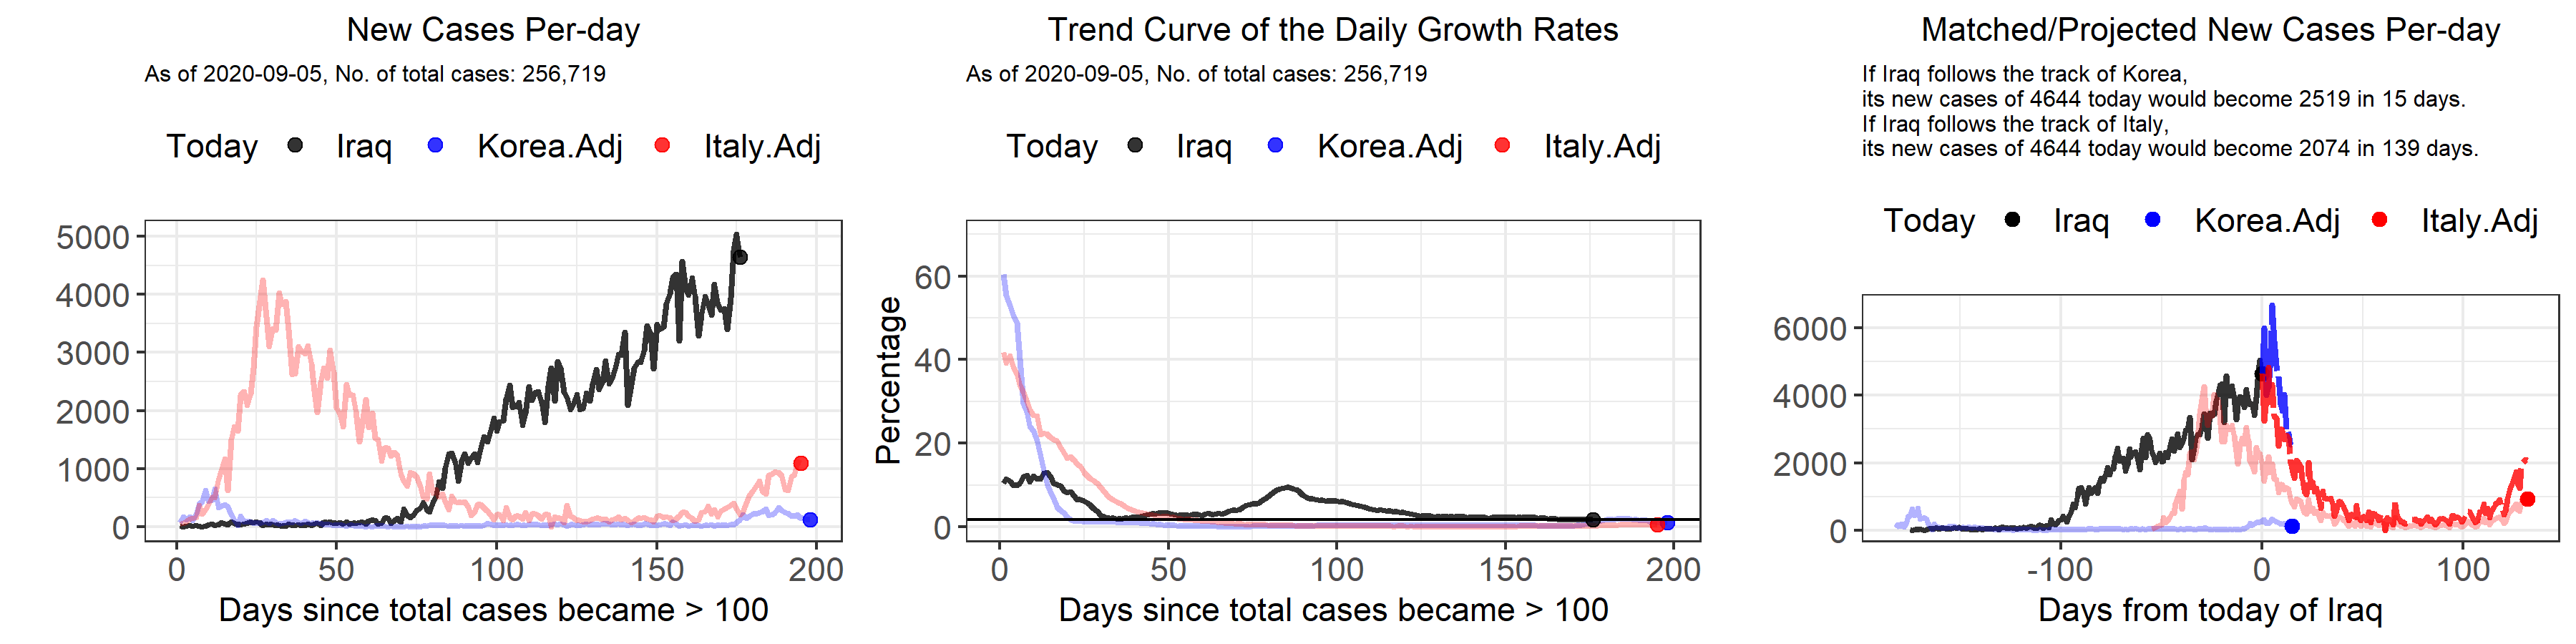 New Cases Per-day
As of 2020-09-05, No. of total cases: 256,719
Today Iraq Korea.Adj Italy.Adj
5000
4000
3000
2000
1000
0
0 50 100 150 200
Days since total cases became > 100
Trend Curve of the Daily Growth Rates
As of 2020-09-05, No. of total cases: 256,719
Today Iraq Korea.Adj Italy.Adj
Percentage
60
40
20
0
0 50 100 150 200
Days since total cases became > 100
Matched/Projected New Cases Per-day
If Iraq follows the track of Korea,
its new cases of 4644 today would become 2519 in 15 days.
If Iraq follows the track of Italy,
its new cases of 4644 today would become 2074 in 139 days.
Today Iraq Korea.Adj Italy.Adj
6000
4000
2000
0
-100 0 100
Days from today of Iraq